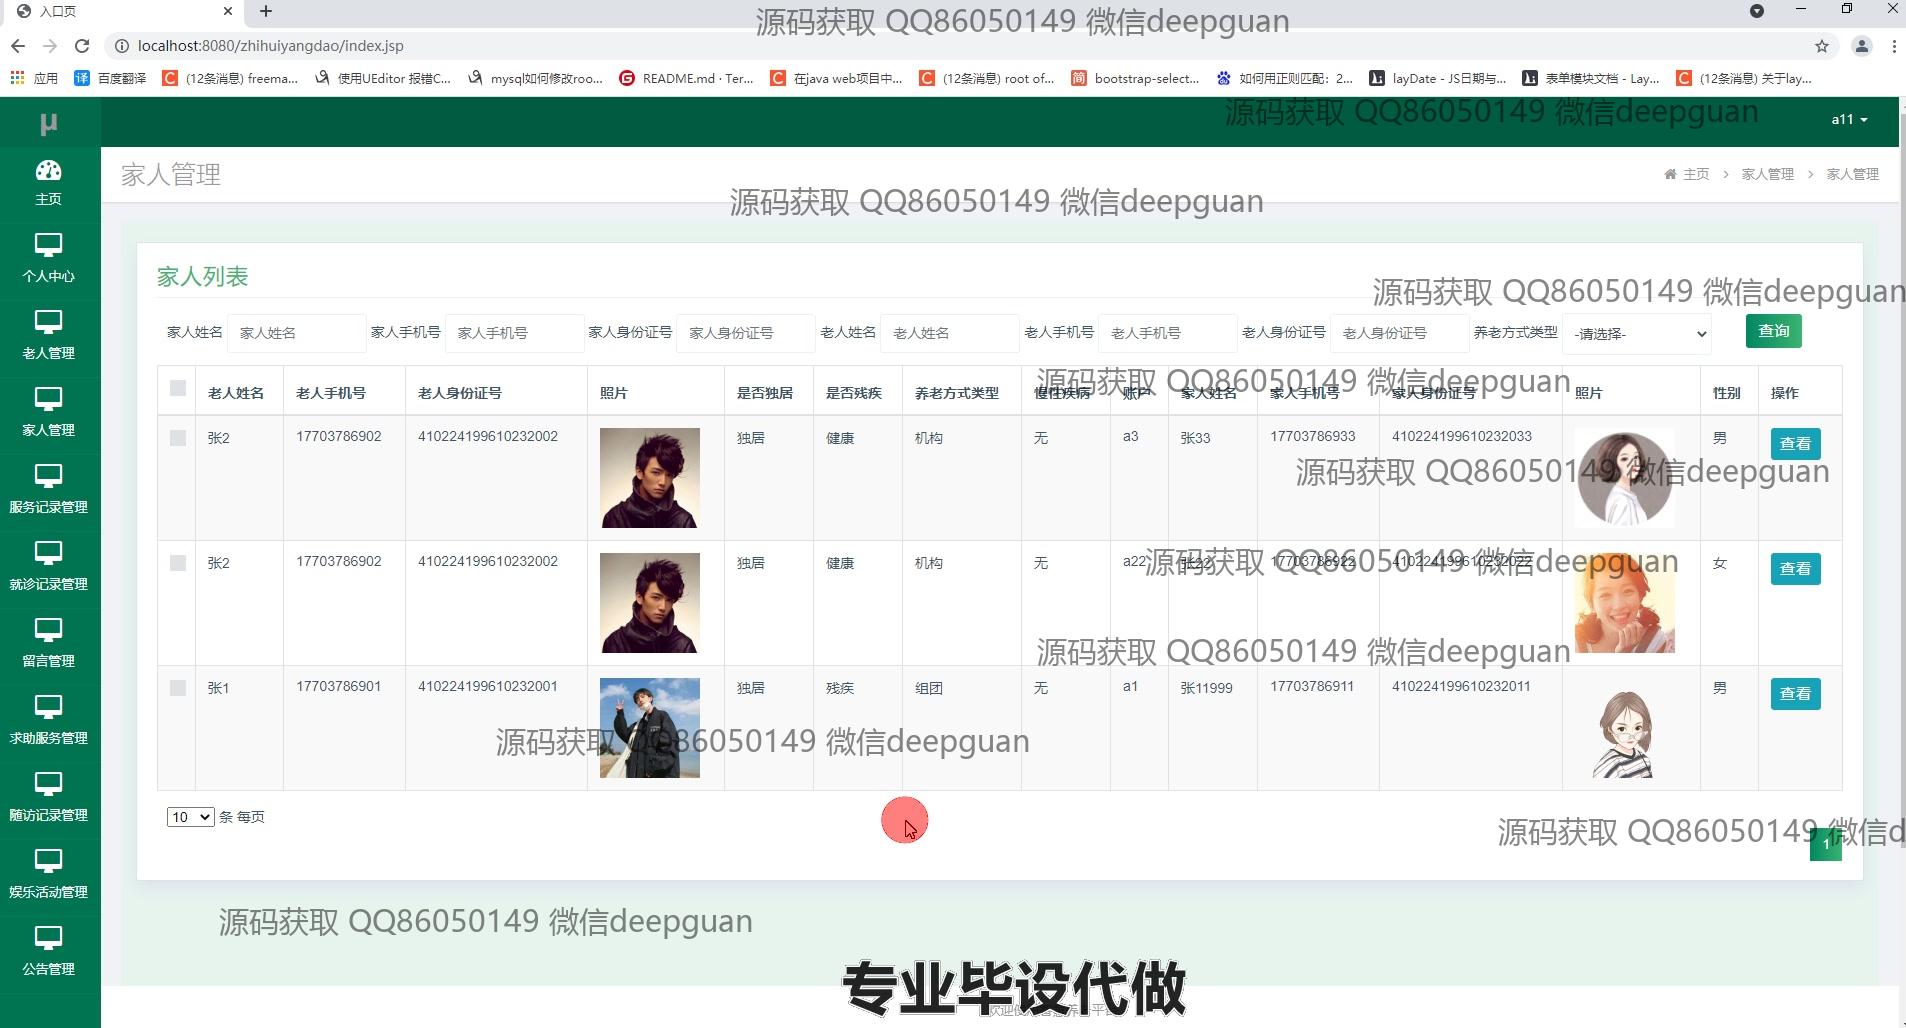 入口页
源码获取 QQ86050149 微信deepguan
localhost:8080/zhihuiyangdao/index.jsp
应用 百度翻译 (12条消息) freema... 使用UEditor 报错C... mysql如何修改roo... README.md · Ter... 在java web项目中... (12条消息) root of... bootstrap-select... 如何用正则匹配：2... layDate - JS日期与... 表单模块文档 - Lay... (12条消息) 关于lay...
μ
源码获取 QQ86050149 微信deepguan
a11
家人管理
主页 > 家人管理 > 家人管理
源码获取 QQ86050149 微信deepguan
主页
个人中心
老人管理
家人管理
服务记录管理
就诊记录管理
留言管理
求助服务管理
随访记录管理
娱乐活动管理
公告管理
家人列表
源码获取 QQ86050149 微信deepguan
家人姓名 家人姓名 家人手机号 家人手机号 家人身份证号 家人身份证号 老人姓名 老人姓名 老人手机号 老人手机号 老人身份证号 老人身份证号 养老方式类型 -请选择- 查询
源码获取 QQ86050149 微信deepguan
老人姓名 老人手机号 老人身份证号 照片 是否独居 是否残疾 养老方式类型 慢性疾病 账户 家人姓名 家人手机号 家人身份证号 照片 性别 操作
张2 17703786902 410224199610232002 独居 健康 机构 无 a3 张33 17703786933 410224199610232033 男 查看
源码获取 QQ86050149 微信deepguan
张2 17703786902 410224199610232002 独居 健康 机构 无 a22 张22 17703786922 410224199610232022 女 查看
源码获取 QQ86050149 微信deepguan
源码获取 QQ86050149 微信deepguan
张1 17703786901 410224199610232001 独居 残疾 组团 无 a1 张11999 17703786911 410224199610232011 男 查看
源码获取 QQ86050149 微信deepguan
10 条 每页
源码获取 QQ86050149 微信d
1
源码获取 QQ86050149 微信deepguan
专业毕设代做